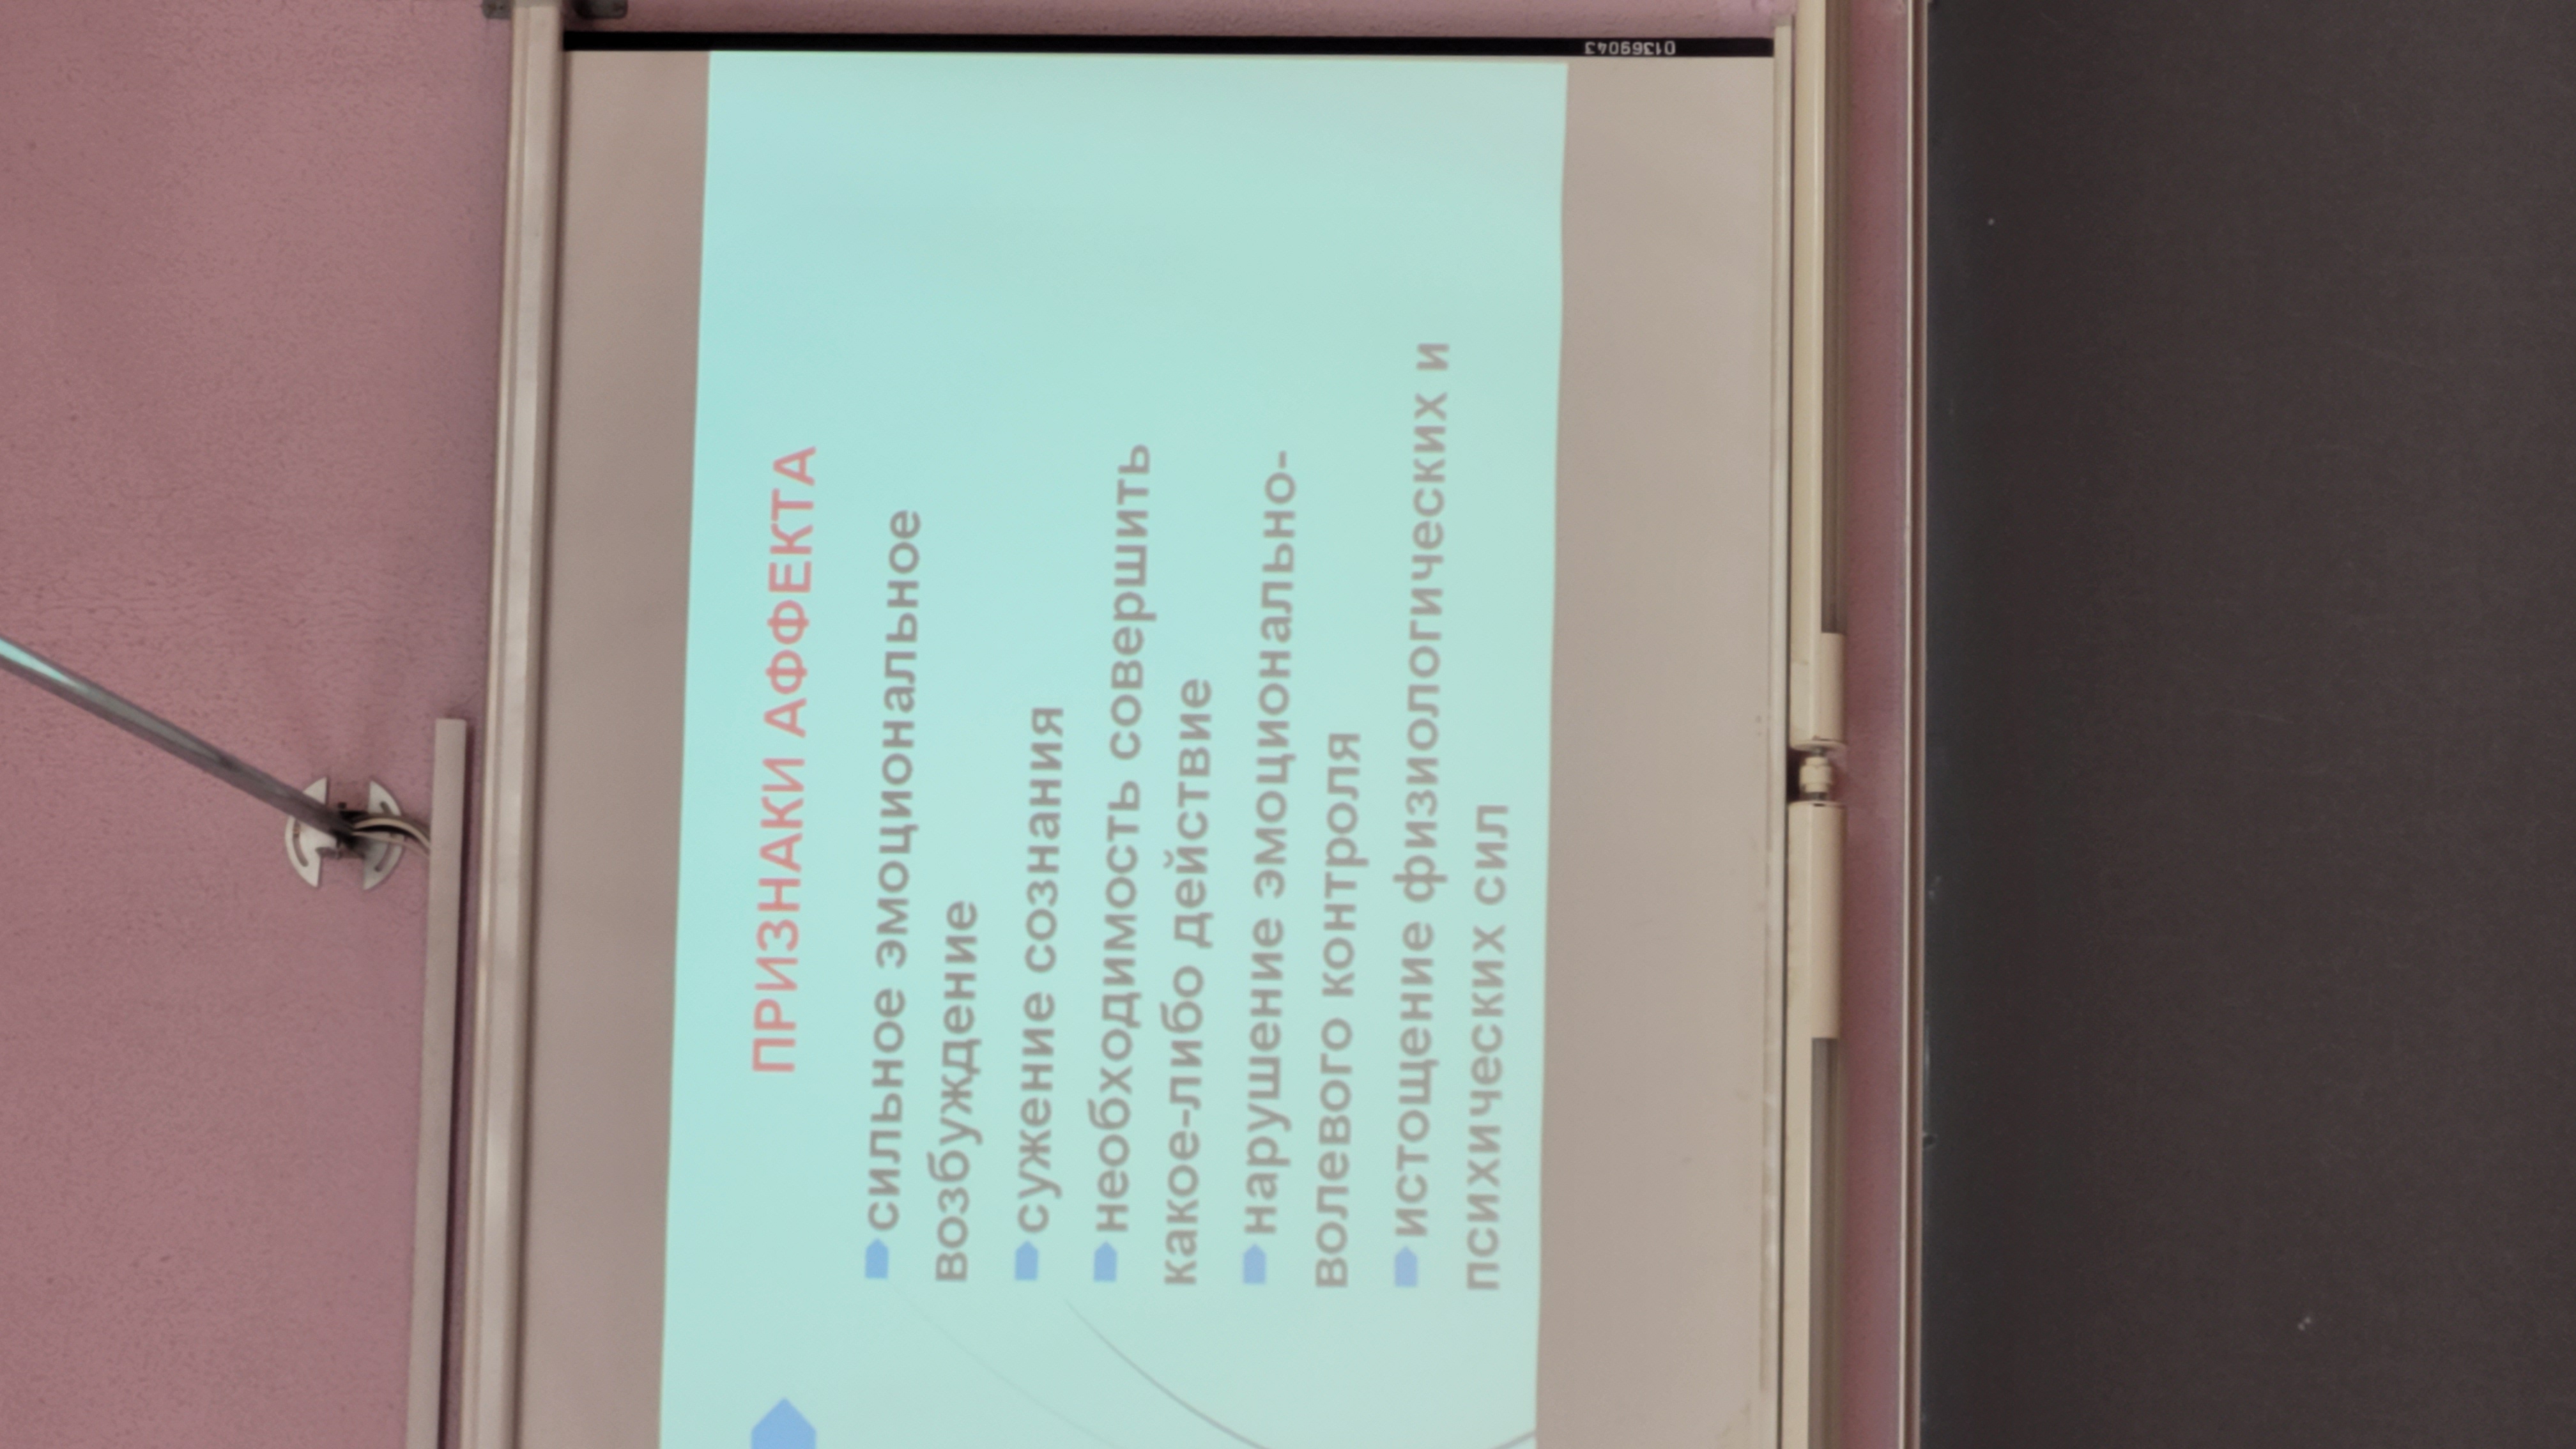 ПРИЗНАКИ АФФЕКТА
сильное эмоциональное
возбуждение
сужение сознания
необходимость совершить
какое-либо действие
нарушение эмоционально-
волевого контроля
истощение физиологических и
психических сил
01369043